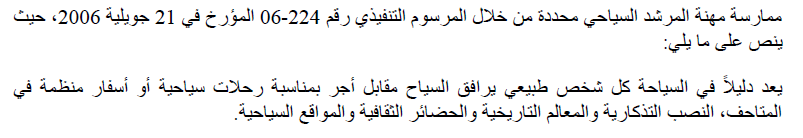 ممارسة مهنة المرشد السياحي محددة من خلال المرسوم التنفيذي رقم 224-06 المؤرخ في 21 جويلية 2006، حيث
ينص على ما يلي:
يعد دليلاً في السياحة كل شخص طبيعي يرافق السياح مقابل أجر بمناسبة رحلات سياحية أو أسفار منظمة في
المتاحف، النصب التذكارية والمعالم التاريخية والحضائر الثقافية والمواقع السياحية.